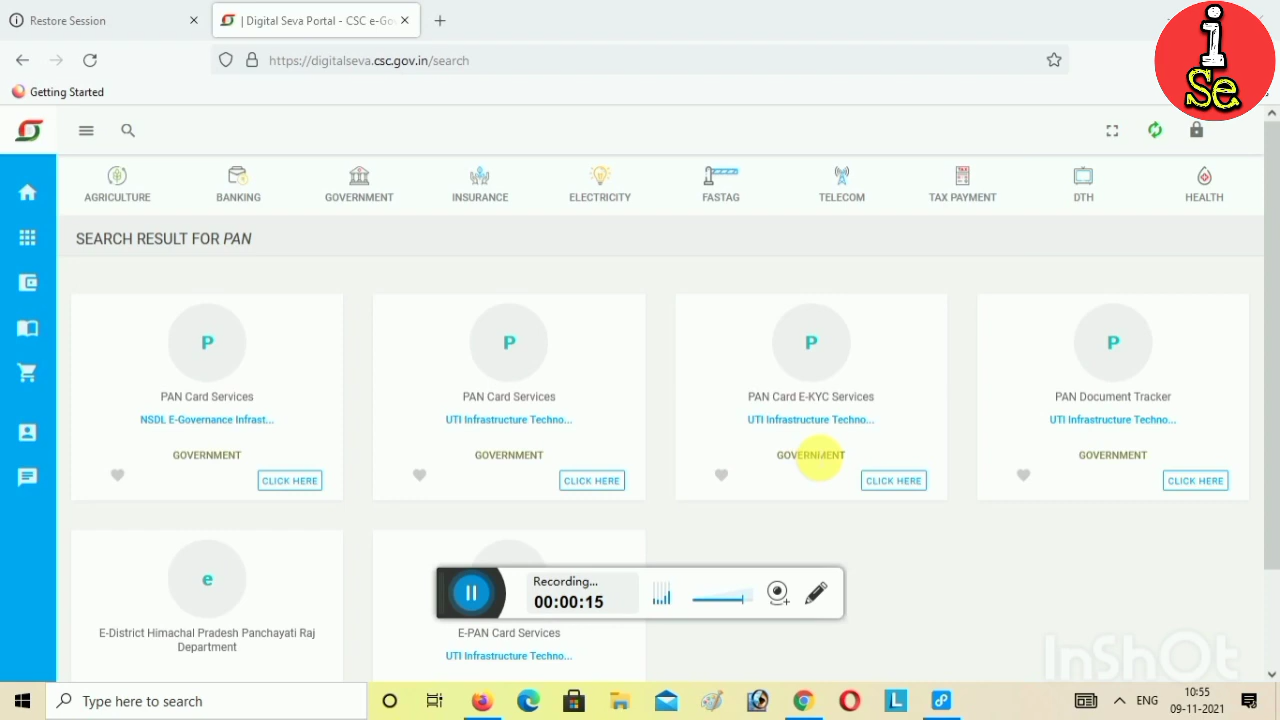 Restore Session
| Digital Seva Portal - CSC e-Go
https://digitalseva.csc.gov.in/search
Getting Started
i
Se
AGRICULTURE
BANKING
GOVERNMENT
INSURANCE
ELECTRICITY
FASTAG
TELECOM
TAX PAYMENT
DTH
HEALTH
SEARCH RESULT FOR PAN
P
PAN Card Services
NSDL E-Governance Infrast...
GOVERNMENT
CLICK HERE
P
PAN Card Services
UTI Infrastructure Techno...
GOVERNMENT
CLICK HERE
P
PAN Card E-KYC Services
UTI Infrastructure Techno...
GOVERNMENT
CLICK HERE
P
PAN Document Tracker
UTI Infrastructure Techno...
GOVERNMENT
CLICK HERE
e
E-District Himachal Pradesh Panchayati Raj
Department
E-PAN Card Services
UTI Infrastructure Techno...
Recording...
00:00:15
InShOt
Type here to search
L
ENG
10:55
09-11-2021